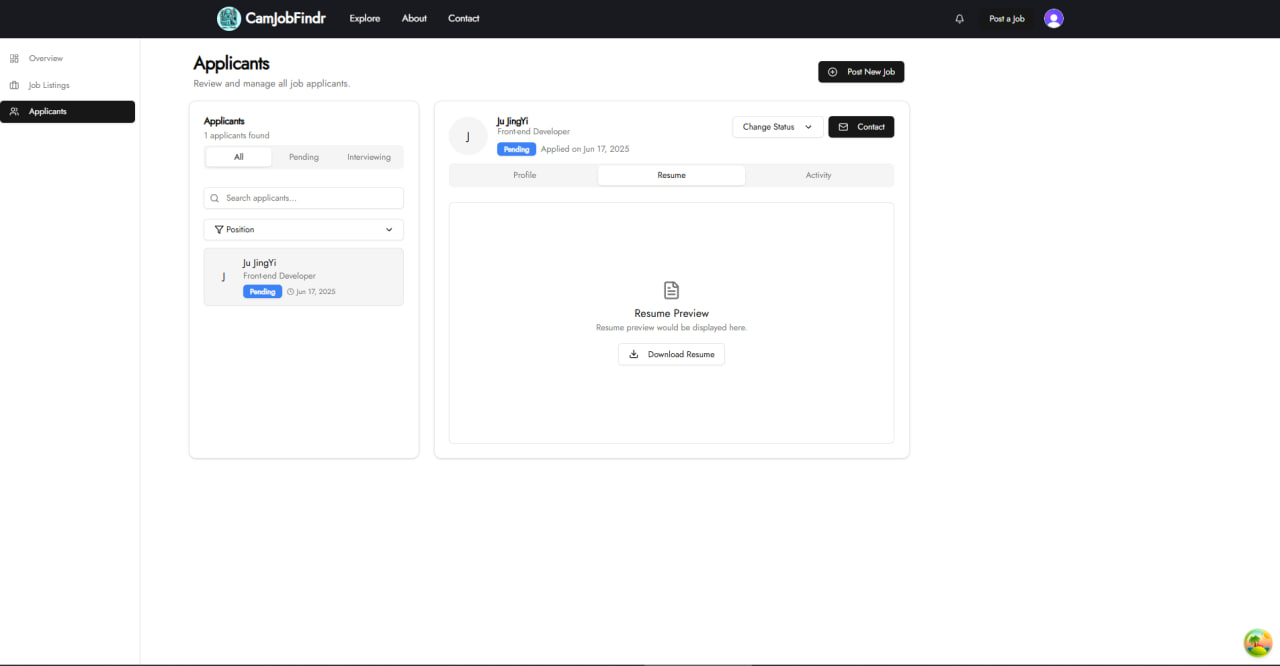 CamJobFindr
Explore
About
Contact
Post a Job
Overview
Job Listings
Applicants
Applicants
Review and manage all job applicants.
Post New Job
Applicants
1 applicants found
All
Pending
Interviewing
Search applicants...
Position
Ju JingYi
Front-end Developer
Pending
Jun 17, 2025
J
J
Ju JingYi
Front-end Developer
Pending
Applied on Jun 17, 2025
Change Status
Contact
Profile
Resume
Activity
Resume Preview
Resume preview would be displayed here.
Download Resume